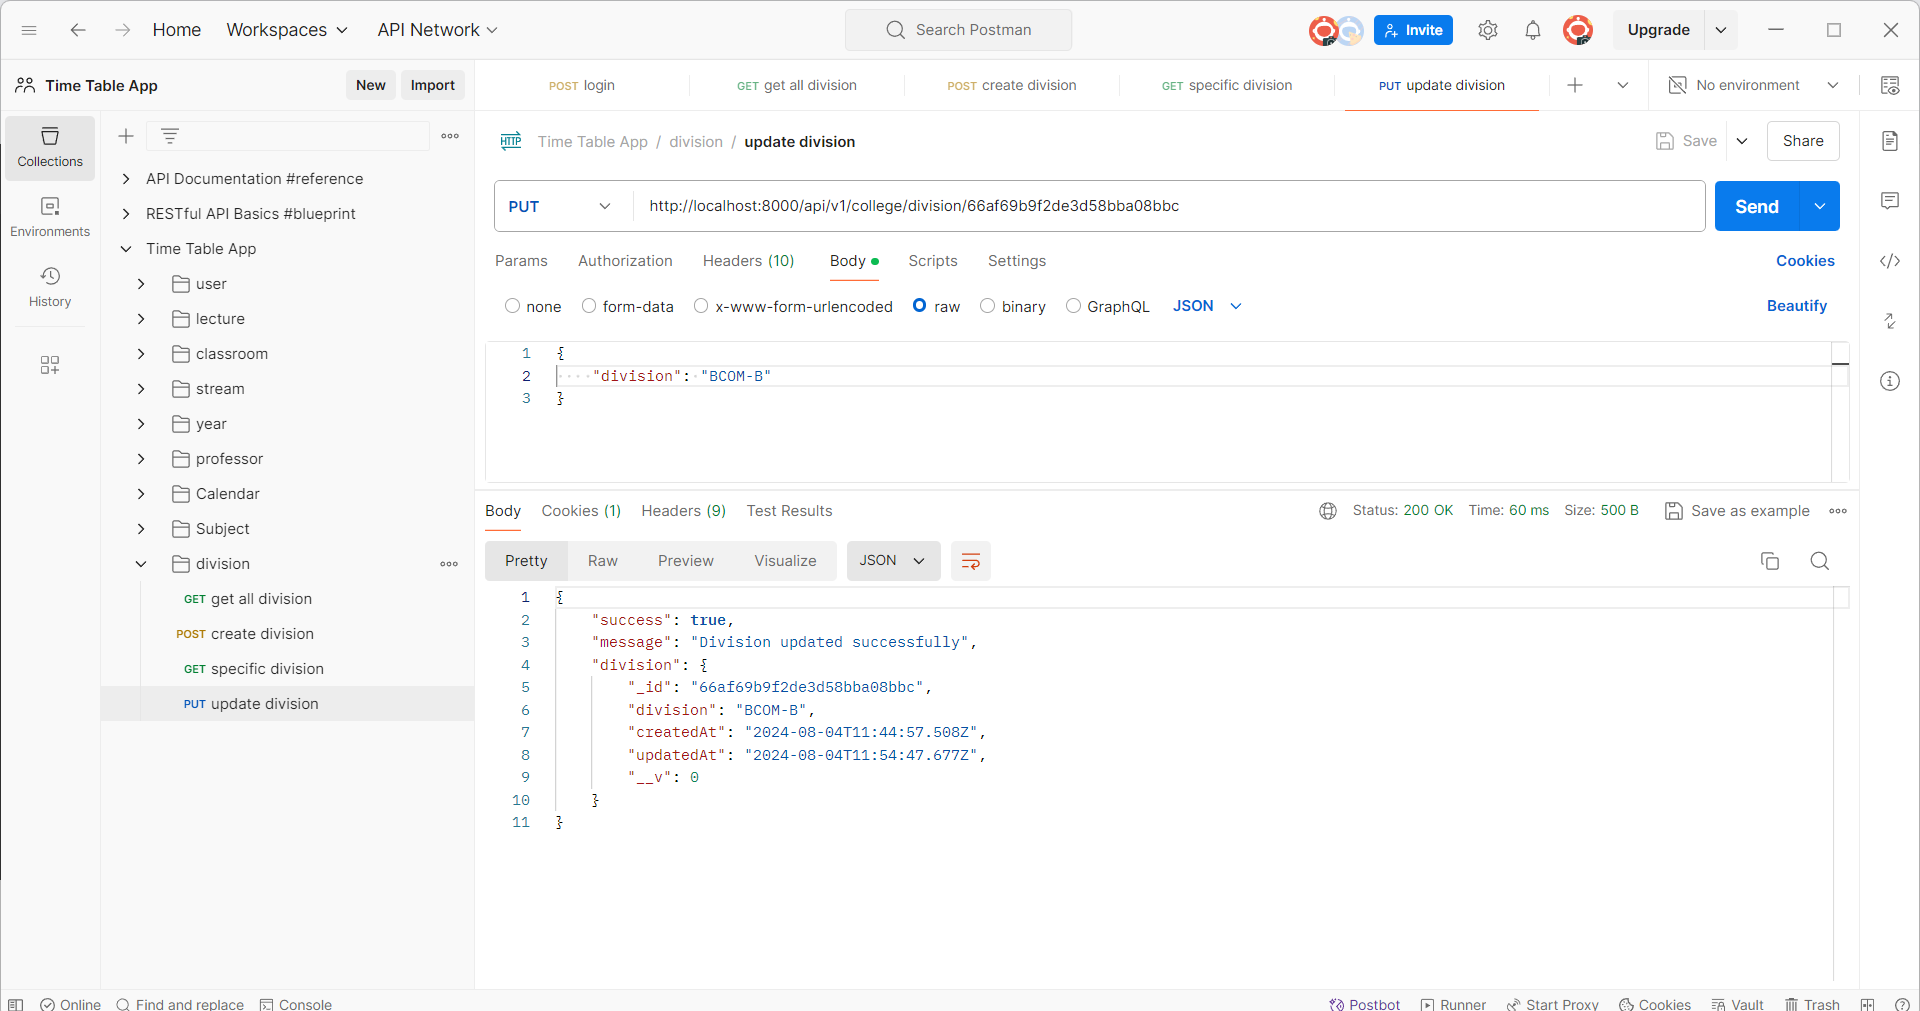 Home Workspaces API Network Search Postman Invite Upgrade
Time Table App New Import POST login GET get all division POST create division GET specific division PUT update division No environment
Collections
Environments
History
API Documentation #reference
RESTful API Basics #blueprint
Time Table App
user
lecture
classroom
stream
year
professor
Calendar
Subject
division
GET get all division
POST create division
GET specific division
PUT update division
HTTP Time Table App / division / update division Save Share
PUT http://localhost:8000/api/v1/college/division/66af69b9f2de3d58bba08bbc Send
Params Authorization Headers (10) Body Scripts Settings Cookies
none form-data x-www-form-urlencoded raw binary GraphQL JSON Beautify
1 {
2 "division": "BCOM-B"
3 }
Body Cookies (1) Headers (9) Test Results Status: 200 OK Time: 60 ms Size: 500 B Save as example
Pretty Raw Preview Visualize JSON
1 {
2 "success": true,
3 "message": "Division updated successfully",
4 "division": {
5 "_id": "66af69b9f2de3d58bba08bbc",
6 "division": "BCOM-B",
7 "createdAt": "2024-08-04T11:44:57.508Z",
8 "updatedAt": "2024-08-04T11:54:47.677Z",
9 "__v": 0
10 }
11 }
Online Find and replace Console Postbot Runner Start Proxy Cookies Vault Trash